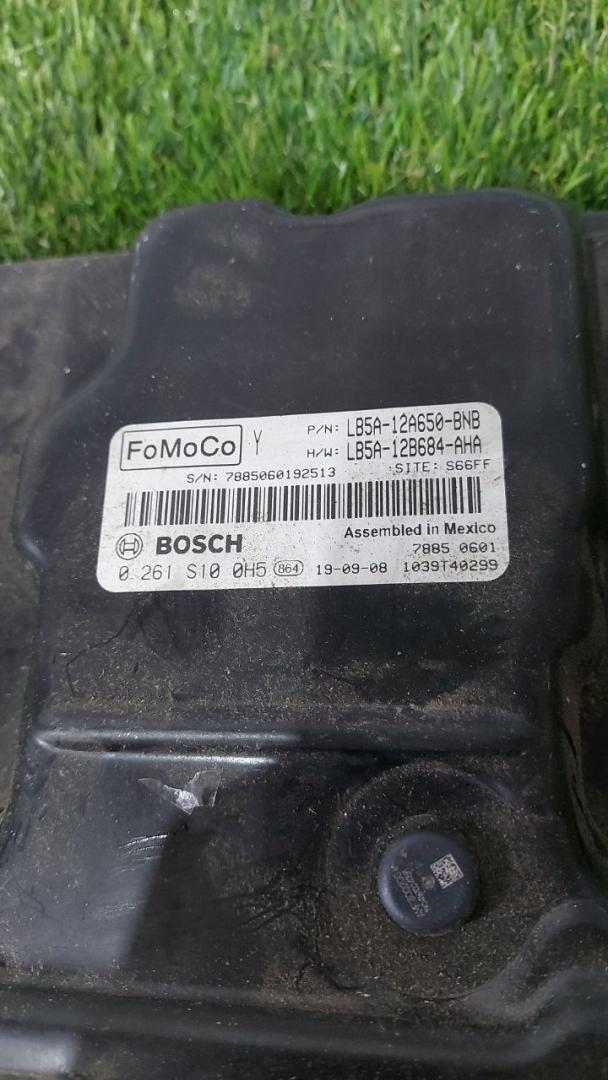 FoMoCo Y P/N: LB5A-12A650-BNB
H/W: LB5A-12B684-AHA
S/N: 7885060192513 SITE: S66FF
Assembled in Mexico
BOSCH 7885 0601
0 261 S10 0H5 864 19-09-08 1039T40299